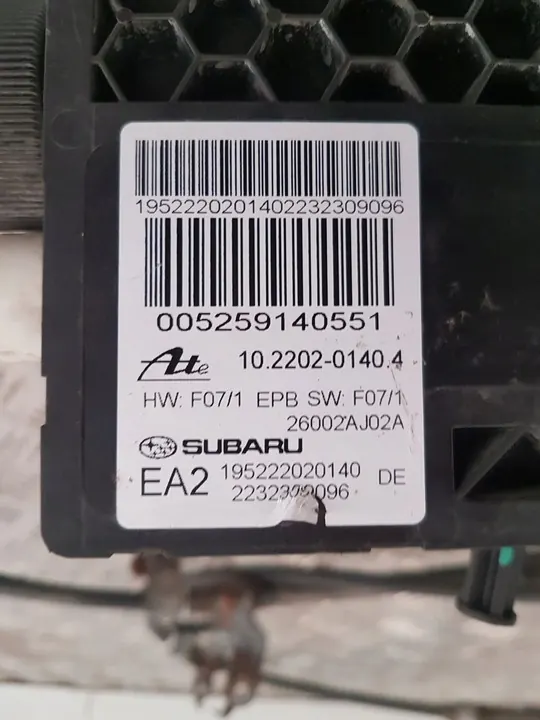 1952220201402232309096
005259140551
Ate 10.2202-0140.4
HW: F07/1 EPB SW: F07/1
26002AJ02A
SUBARU
EA2 195222020140 DE
2232309096